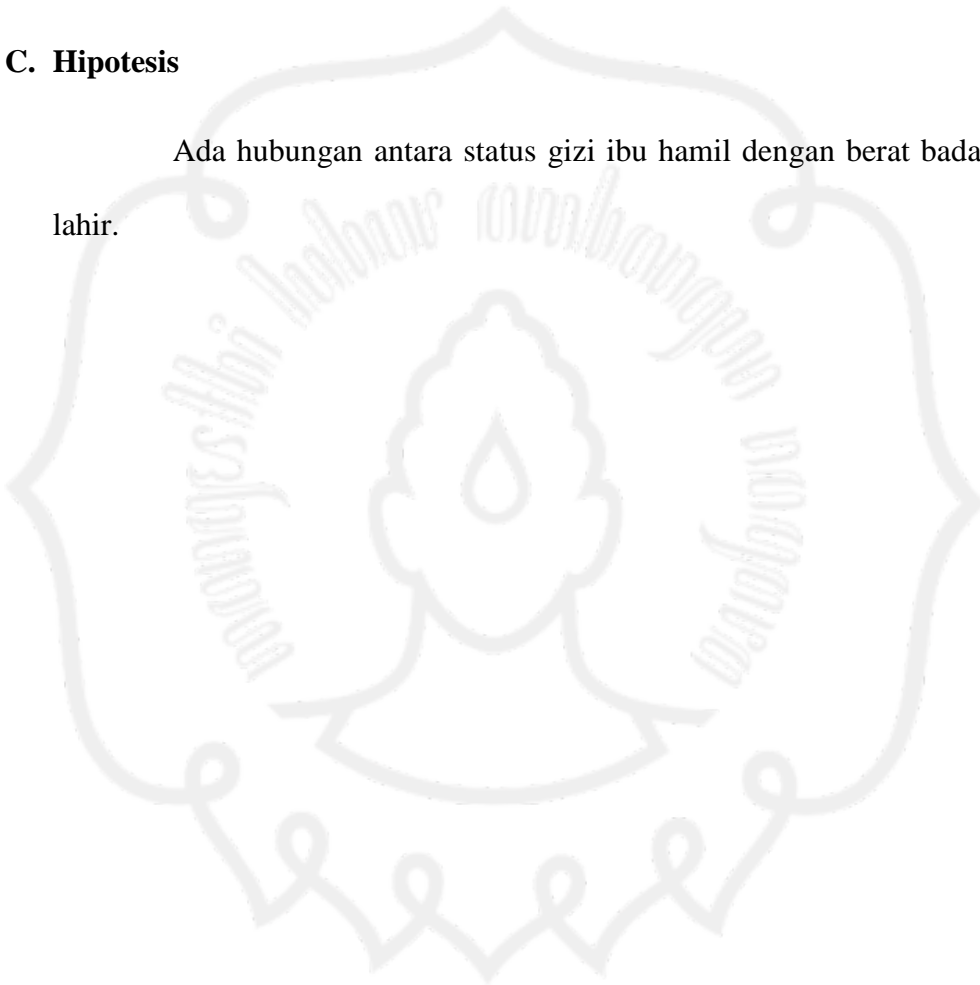 C. Hipotesis
Ada hubungan antara status gizi ibu hamil dengan berat bada
lahir.